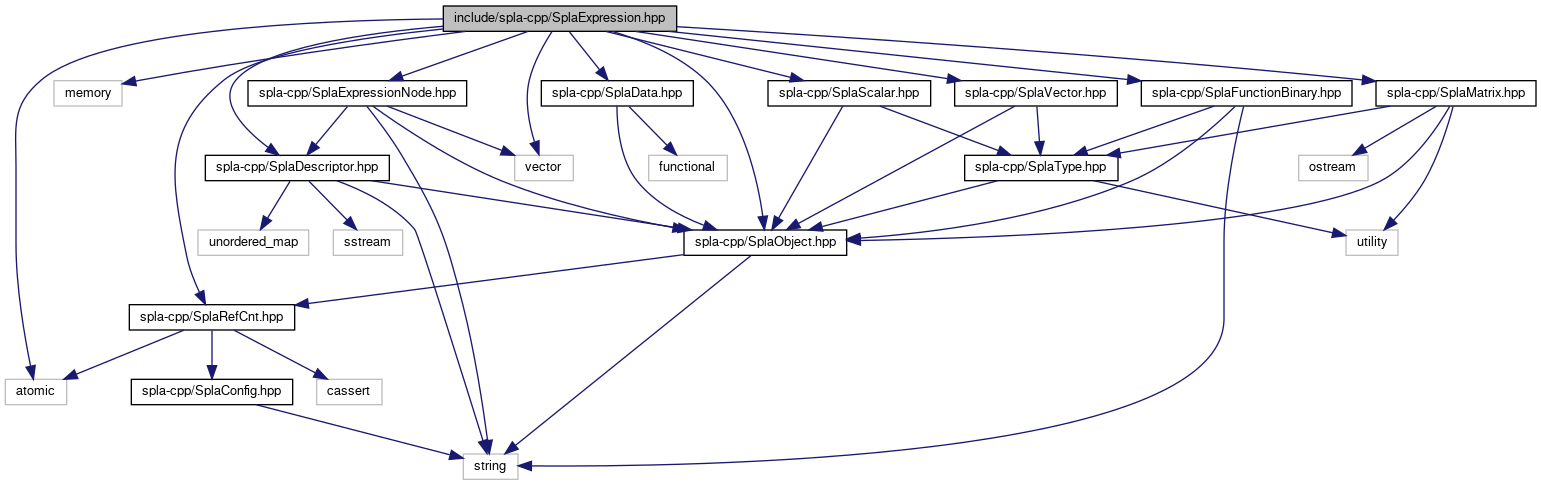 include/spla-cpp/SplaExpression.hpp
memory
spla-cpp/SplaExpressionNode.hpp
spla-cpp/SplaData.hpp
spla-cpp/SplaScalar.hpp
spla-cpp/SplaVector.hpp
spla-cpp/SplaFunctionBinary.hpp
spla-cpp/SplaMatrix.hpp
spla-cpp/SplaDescriptor.hpp
vector
functional
spla-cpp/SplaType.hpp
ostream
unordered_map
sstream
spla-cpp/SplaObject.hpp
utility
spla-cpp/SplaRefCnt.hpp
atomic
spla-cpp/SplaConfig.hpp
cassert
string